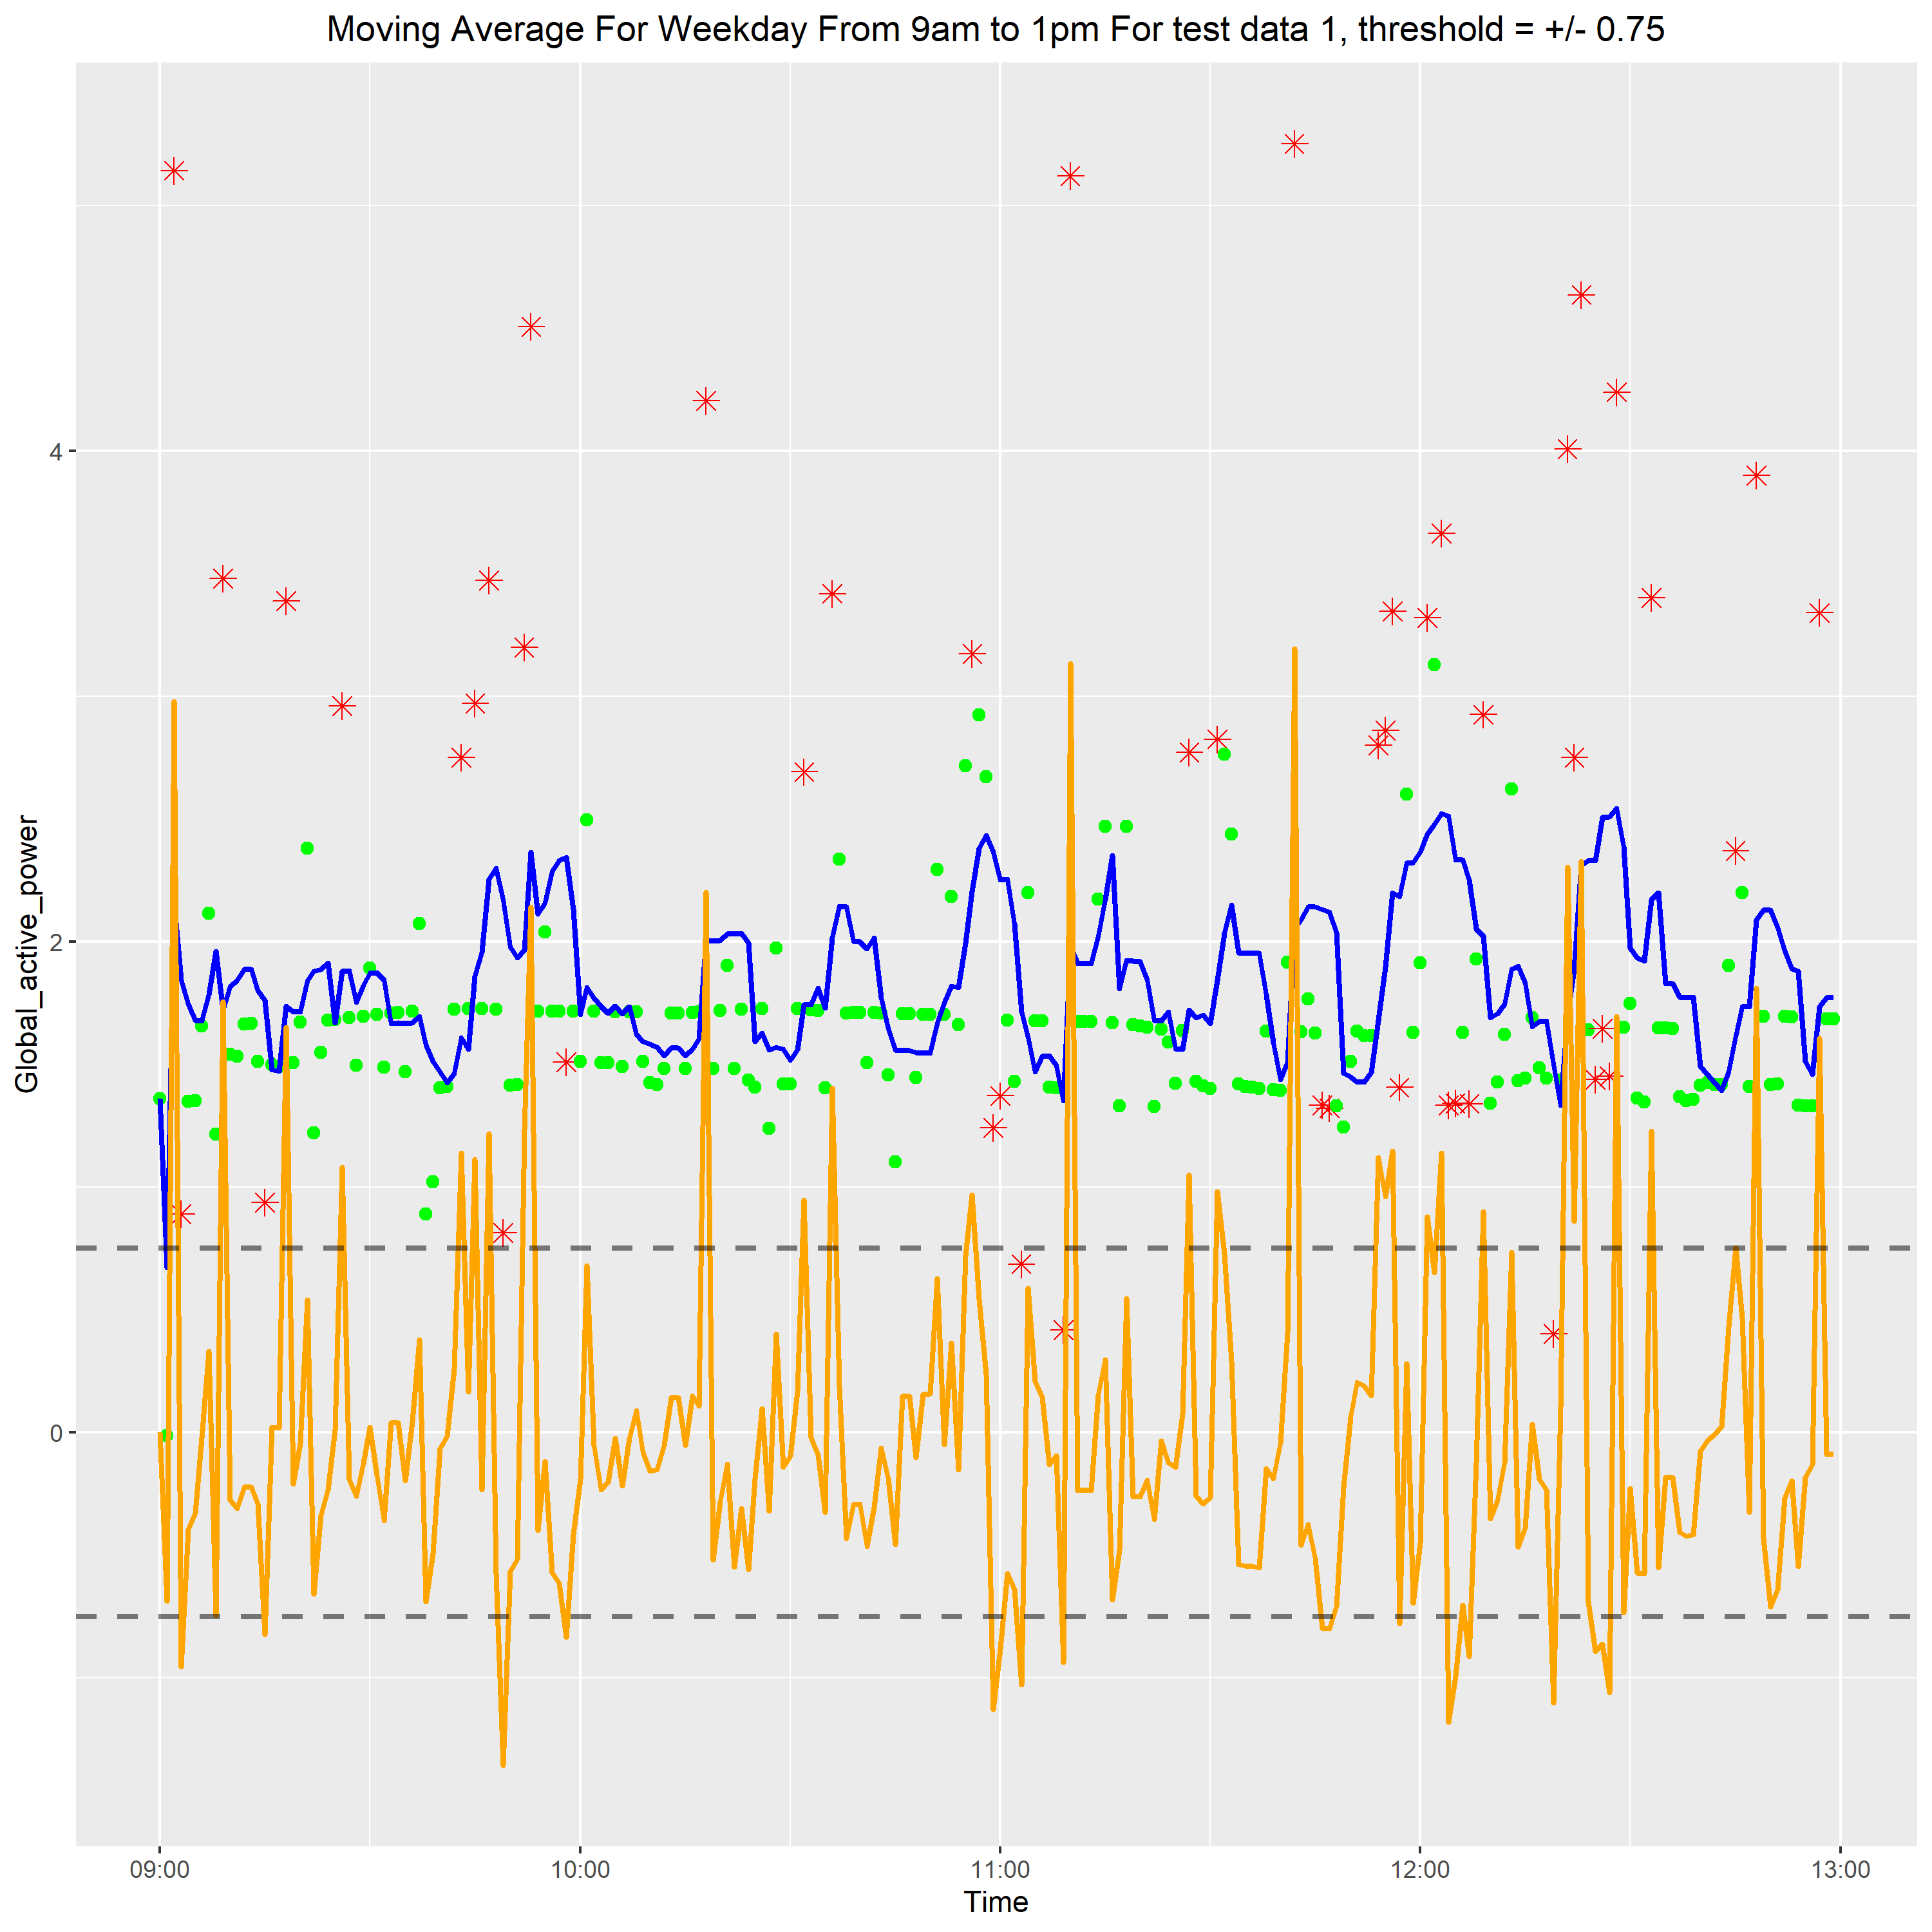 Moving Average For Weekday From 9am to 1pm For test data 1, threshold = +/- 0.75
Global_active_power
4
2
0
09:00 10:00 11:00 12:00 13:00
Time